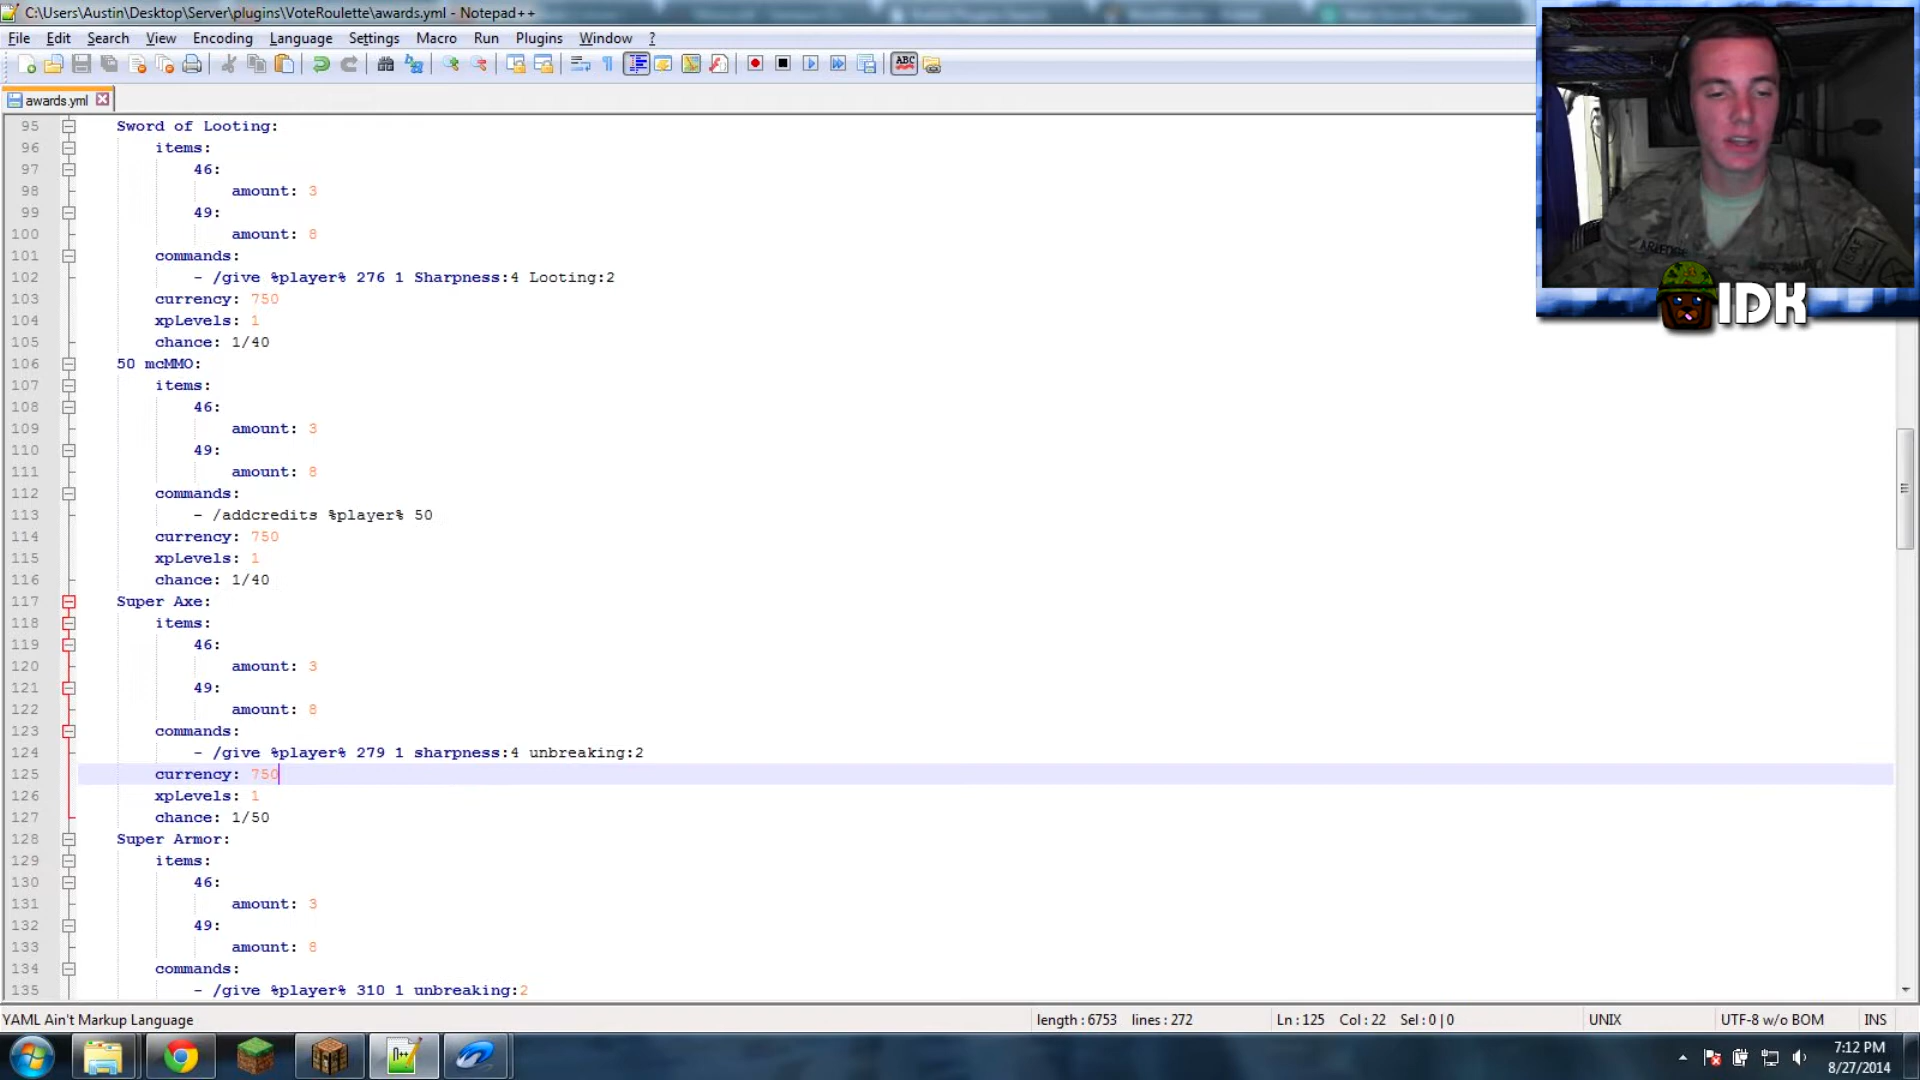 C:\Users\Austin\Desktop\Server\plugins\VoteRoulette\awards.yml - Notepad++
File Edit Search View Encoding Language Settings Macro Run Plugins Window ?
ABC
awards.yml
95 Sword of Looting:
96 items:
97 46:
98 amount: 3
99 49:
100 amount: 8
101 commands:
102 - /give %player% 276 1 Sharpness:4 Looting:2
103 currency: 750
104 xpLevels: 1
105 chance: 1/40
106 50 mcMMO:
107 items:
108 46:
109 amount: 3
110 49:
111 amount: 8
112 commands:
113 - /addcredits %player% 50
114 currency: 750
115 xpLevels: 1
116 chance: 1/40
117 Super Axe:
118 items:
119 46:
120 amount: 3
121 49:
122 amount: 8
123 commands:
124 - /give %player% 279 1 sharpness:4 unbreaking:2
125 currency: 750
126 xpLevels: 1
127 chance: 1/50
128 Super Armor:
129 items:
130 46:
131 amount: 3
132 49:
133 amount: 8
134 commands:
135 - /give %player% 310 1 unbreaking:2
IDK
YAML Ain't Markup Language
length : 6753 lines : 272
Ln : 125 Col : 22 Sel : 0 | 0
UNIX
UTF-8 w/o BOM
INS
7:12 PM
8/27/2014